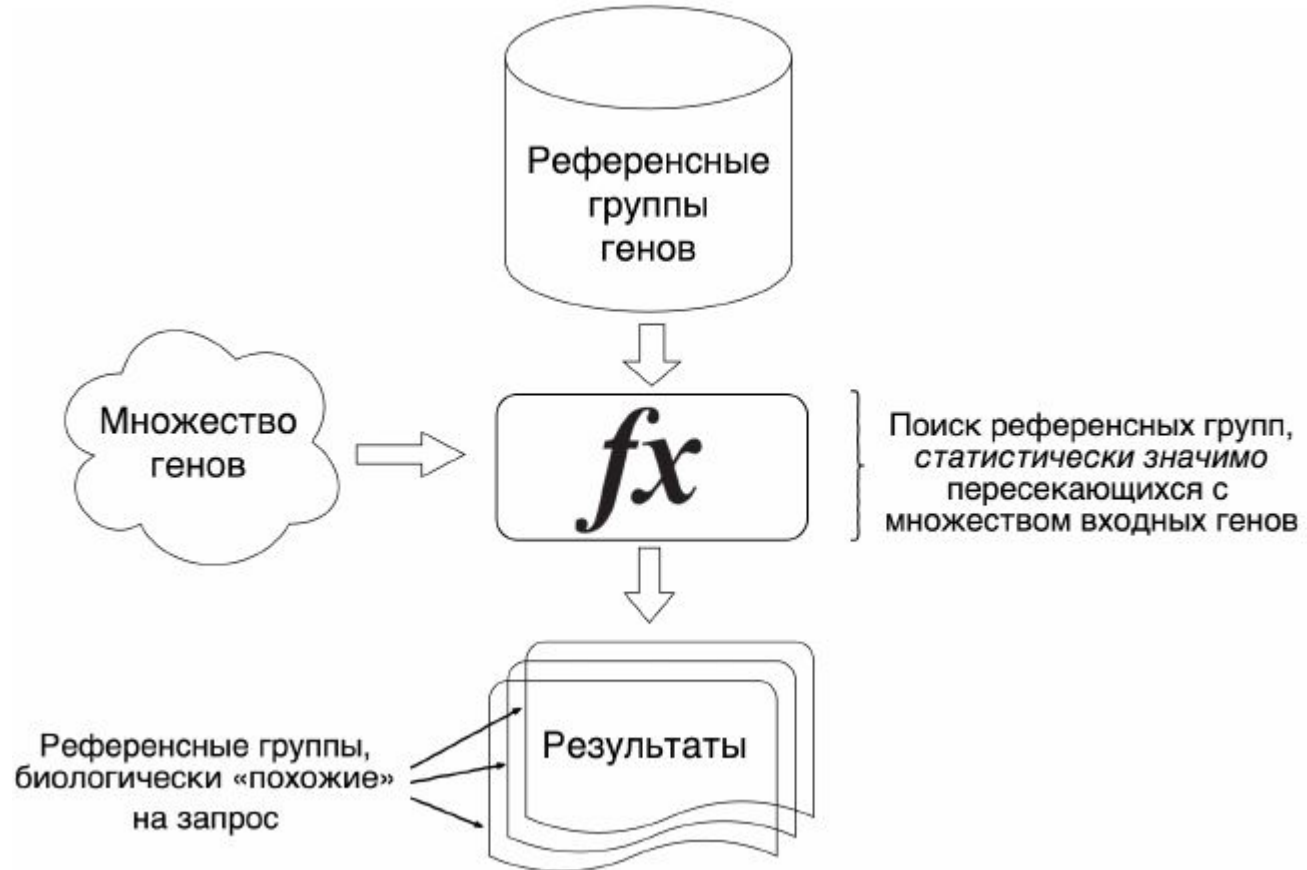 Референсные
группы
генов
Множество
генов
fx
Поиск референсных групп,
статистически значимо
пересекающихся с
множеством входных генов
Референсные группы,
биологически «похожие»
на запрос
Результаты